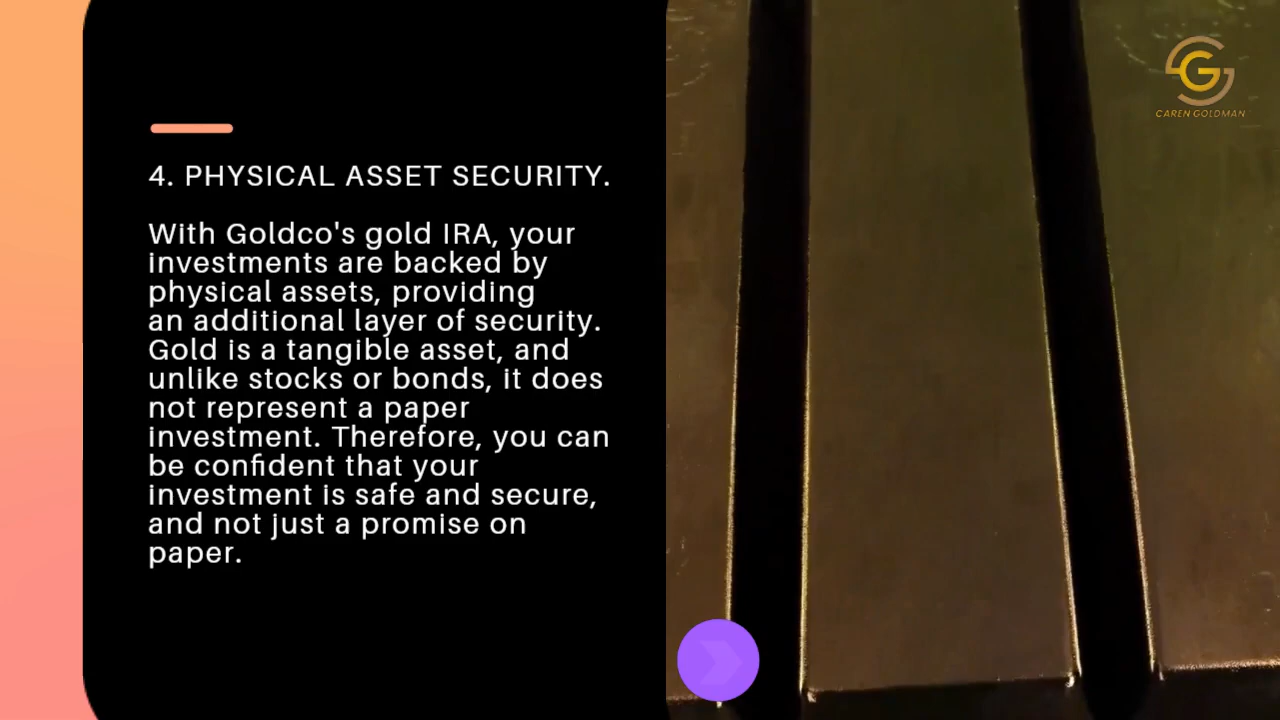 4. PHYSICAL ASSET SECURITY.
With Goldco's gold IRA, your
investments are backed by
physical assets, providing
an additional layer of security.
Gold is a tangible asset, and
unlike stocks or bonds, it does
not represent a paper
investment. Therefore, you can
be confident that your
investment is safe and secure,
and not just a promise on
paper.
CAREN GOLDMAN